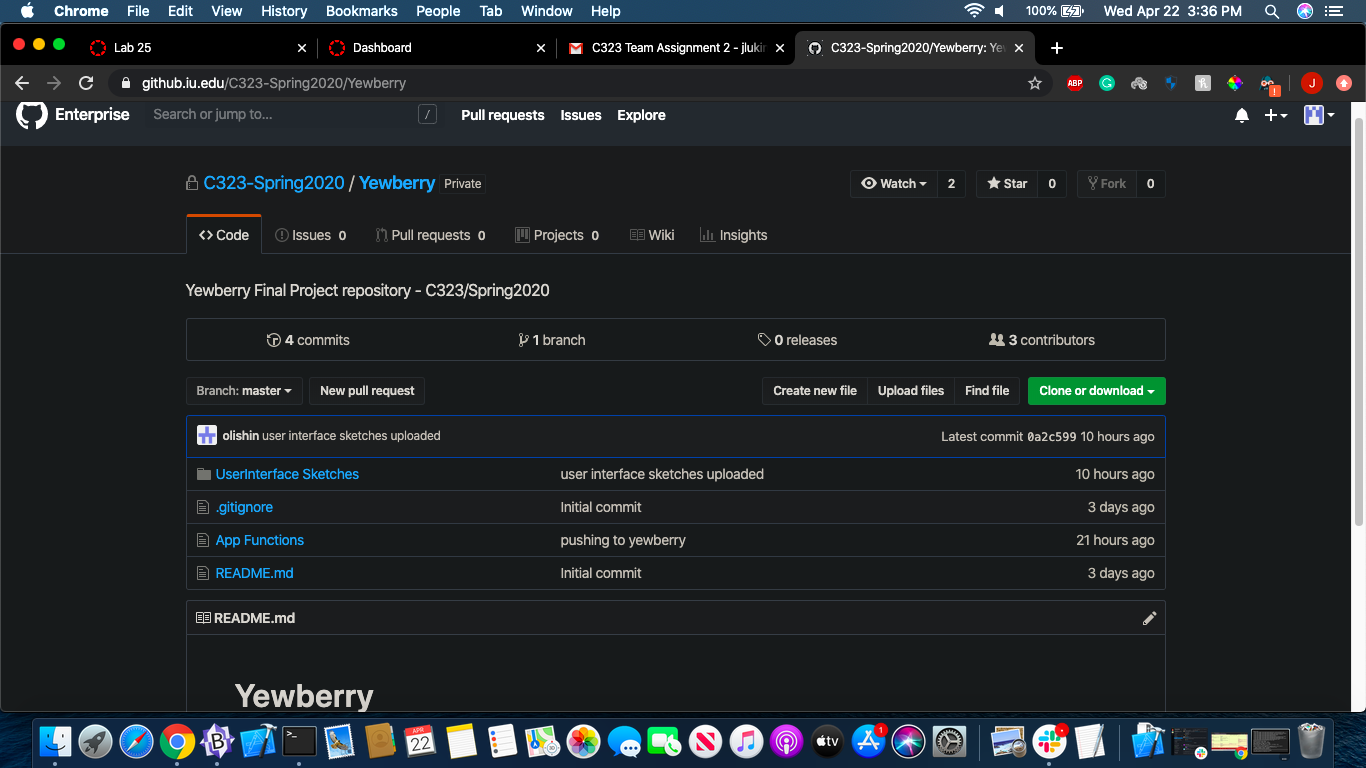 Chrome File Edit View History Bookmarks People Tab Window Help 100% Wed Apr 22 3:36 PM
Lab 25 Dashboard C323 Team Assignment 2 - jlukin C323-Spring2020/Yewberry: Yew
github.iu.edu/C323-Spring2020/Yewberry ABP J
Enterprise Search or jump to... / Pull requests Issues Explore
C323-Spring2020 / Yewberry Private Watch 2 Star 0 Fork 0
Code Issues 0 Pull requests 0 Projects 0 Wiki Insights
Yewberry Final Project repository - C323/Spring2020
4 commits 1 branch 0 releases 3 contributors
Branch: master New pull request Create new file Upload files Find file Clone or download
olishin user interface sketches uploaded Latest commit 0a2c599 10 hours ago
UserInterface Sketches user interface sketches uploaded 10 hours ago
.gitignore Initial commit 3 days ago
App Functions pushing to yewberry 21 hours ago
README.md Initial commit 3 days ago
README.md
Yewberry
APR
22 tv 1